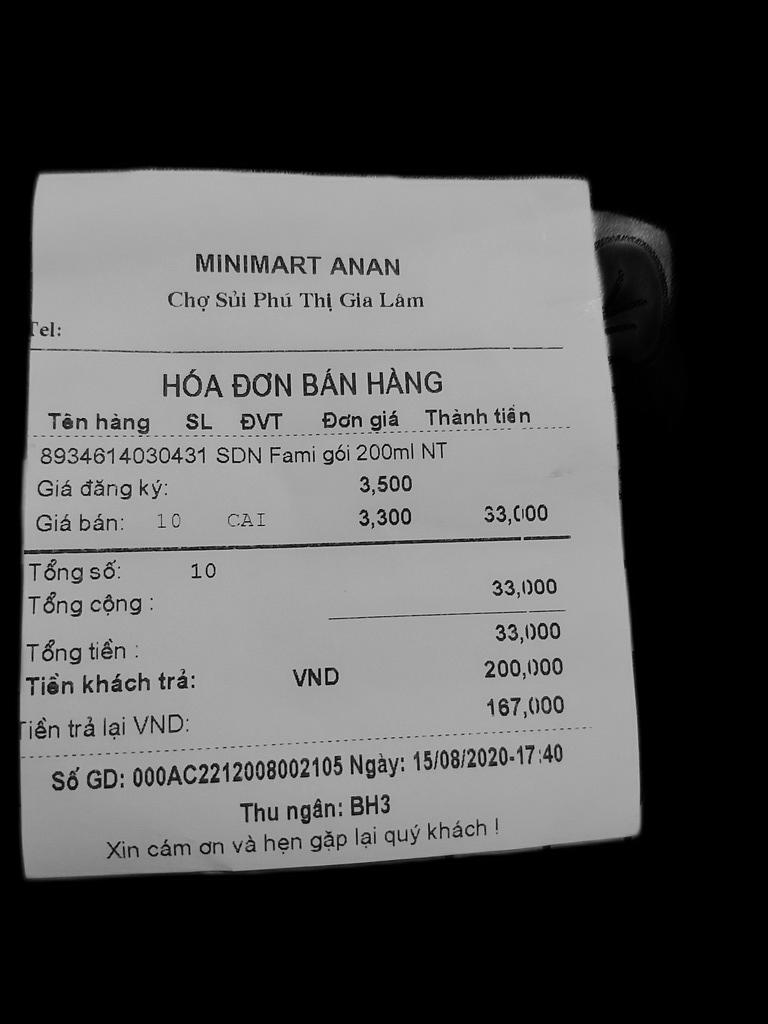 MINIMART ANAN
Chợ Sủi Phú Thị Gia Lâm
Tel:
HÓA ĐƠN BÁN HÀNG
Tên hàng SL ĐVT Đơn giá Thành tiền
8934614030431 SDN Fami gói 200ml NT
Giá đăng ký: 3,500
Giá bán: 10 CAI 3,300 33,000
Tổng số: 10
Tổng cộng : 33,000
Tổng tiền : 33,000
Tiền khách trả: VND 200,000
Tiền trả lại VND: 167,000
Số GD: 000AC2212008002105 Ngày: 15/08/2020-17:40
Thu ngân: BH3
Xin cám ơn và hẹn gặp lại quý khách !